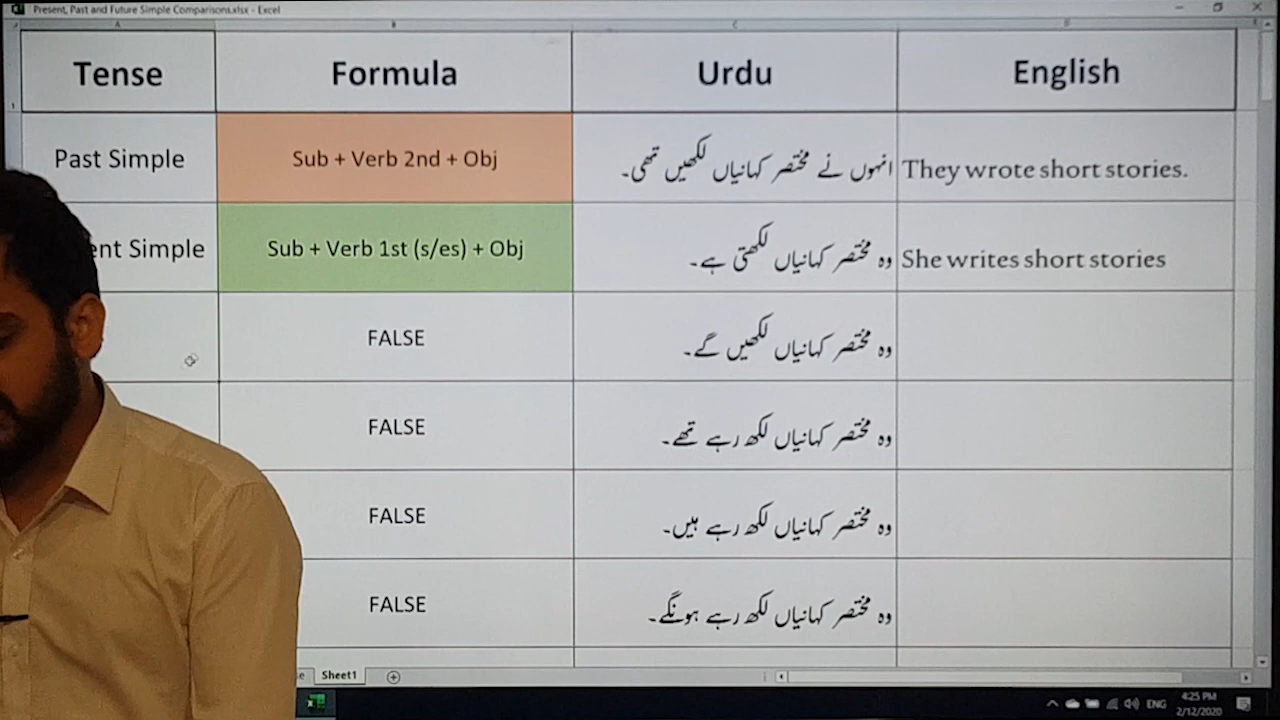 Present, Past and Future Simple Comparisons.xlsx - Excel
A B C D
Tense Formula Urdu English
1
Past Simple Sub + Verb 2nd + Obj انہوں نے مختصر کہانیاں لکھیں تھی۔ They wrote short stories.
ent Simple Sub + Verb 1st (s/es) + Obj وہ مختصر کہانیاں لکھتی ہے۔ She writes short stories
FALSE وہ مختصر کہانیاں لکھیں گے۔
FALSE وہ مختصر کہانیاں لکھ رہے تھے۔
FALSE وہ مختصر کہانیاں لکھ رہے ہیں۔
FALSE وہ مختصر کہانیاں لکھ رہے ہونگے۔
se Sheet1
ENG 4:25 PM
2/12/2020